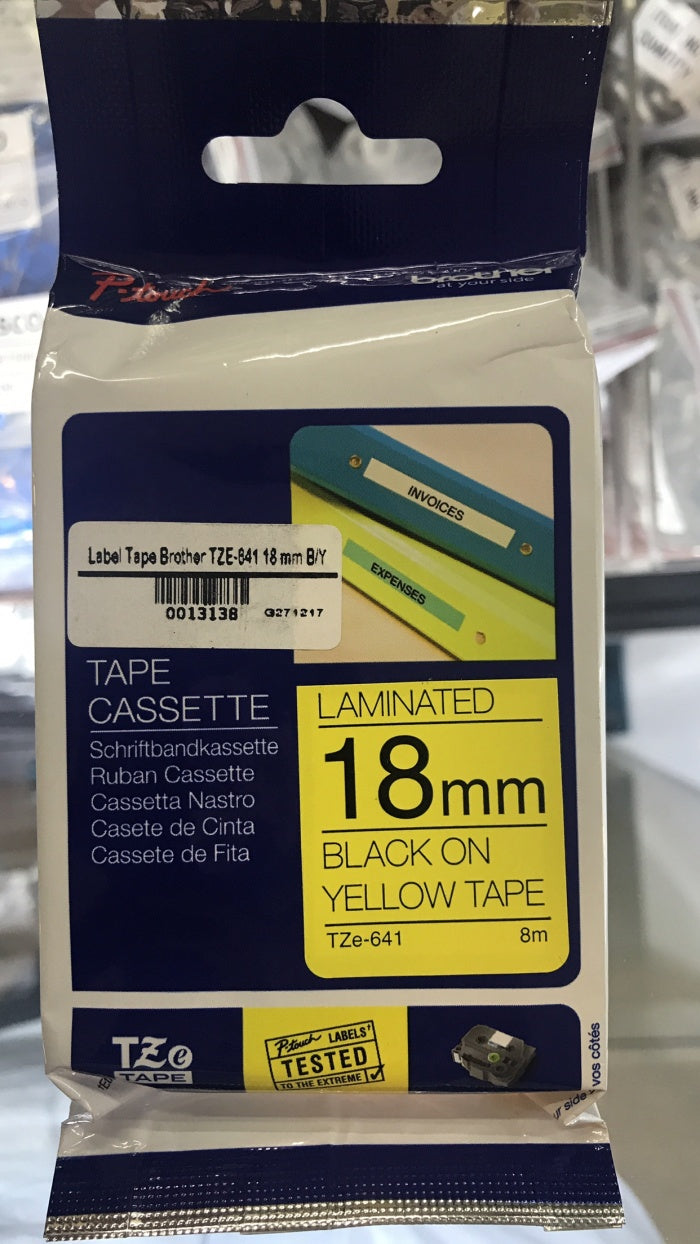 P-touch
brother
at your side
INVOICES
EXPENSES
Label Tape Brother TZE-641 18 mm B/Y
0013138 G271217
TAPE
CASSETTE
Schriftbandkassette
Ruban Cassette
Cassetta Nastro
Casete de Cinta
Cassete de Fita
LAMINATED
18mm
BLACK ON
YELLOW TAPE
TZe-641 8m
TZe
TAPE
P-touch LABELS'
TESTED
TO THE EXTREME
vos côtés
ur side